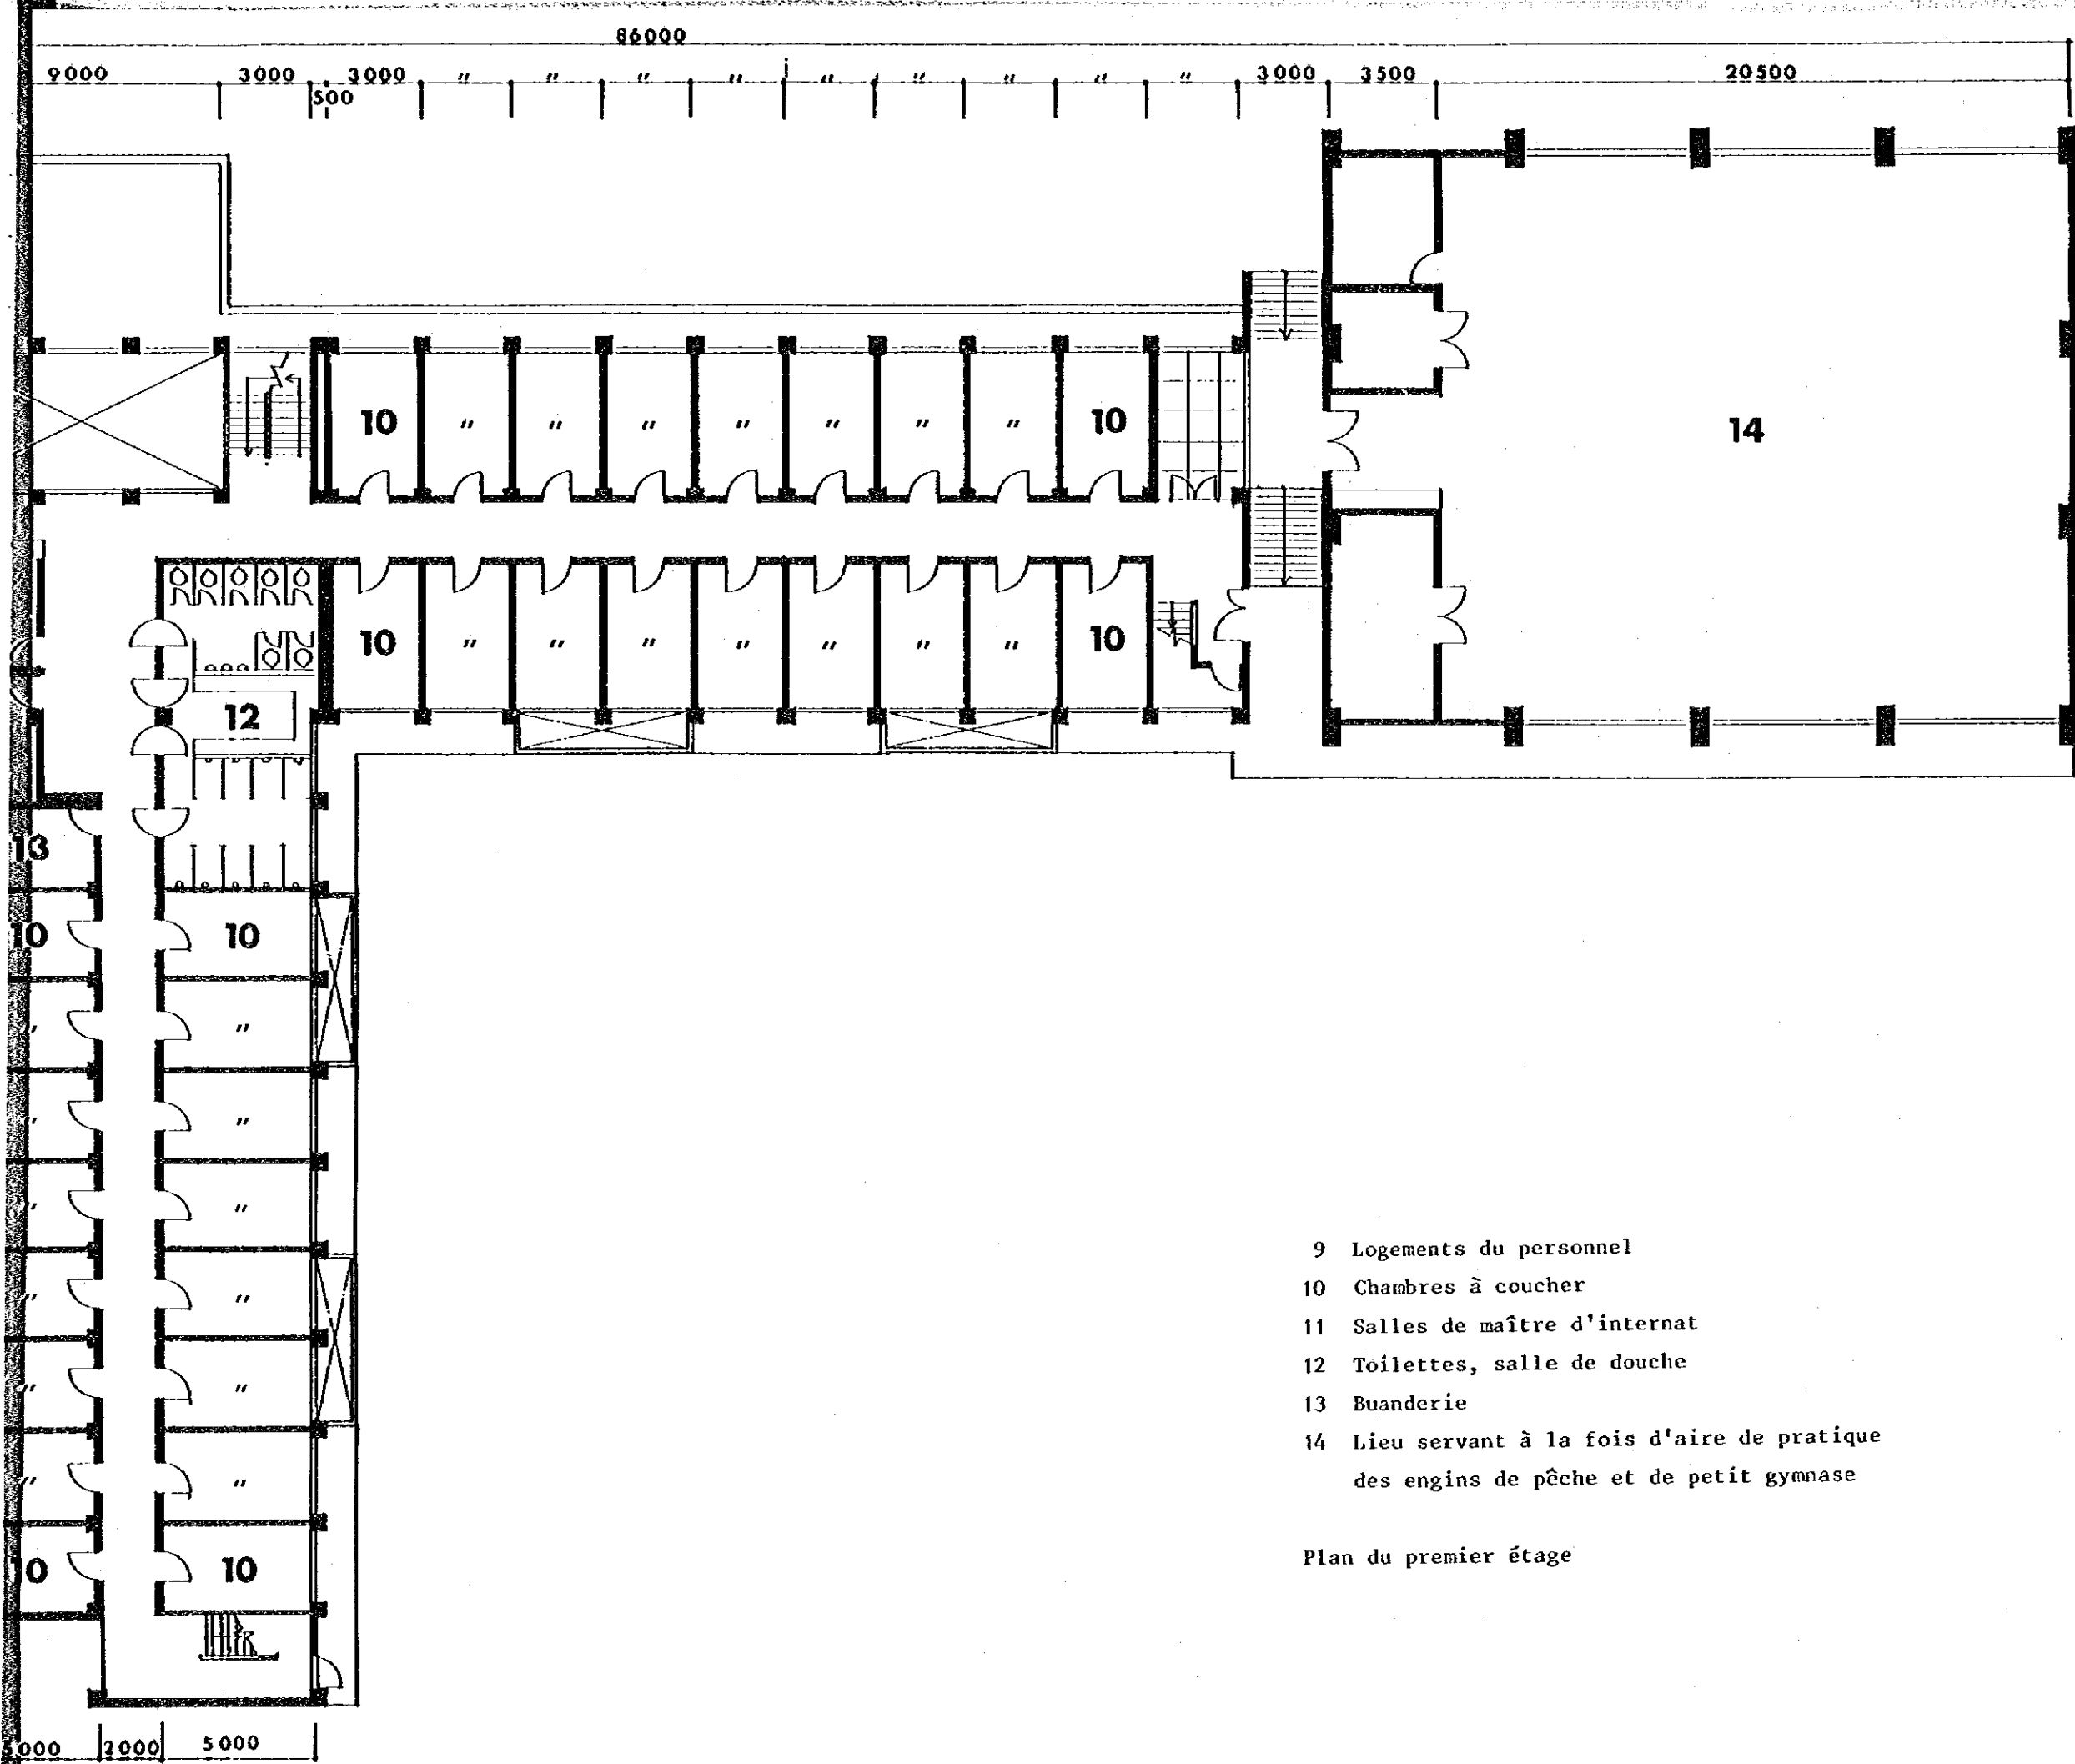 86000
9000 3000 3000 " " " " " " " " " 3000 3500 20500
500
10 " " " " " " " 10
14
10 " " " " " " " 10
12
13
10 10
" "
" "
" "
" "
" "
" "
10 10
9 Logements du personnel
10 Chambres à coucher
11 Salles de maître d'internat
12 Toilettes, salle de douche
13 Buanderie
14 Lieu servant à la fois d'aire de pratique
des engins de pêche et de petit gymnase
Plan du premier étage
5000 2000 5000